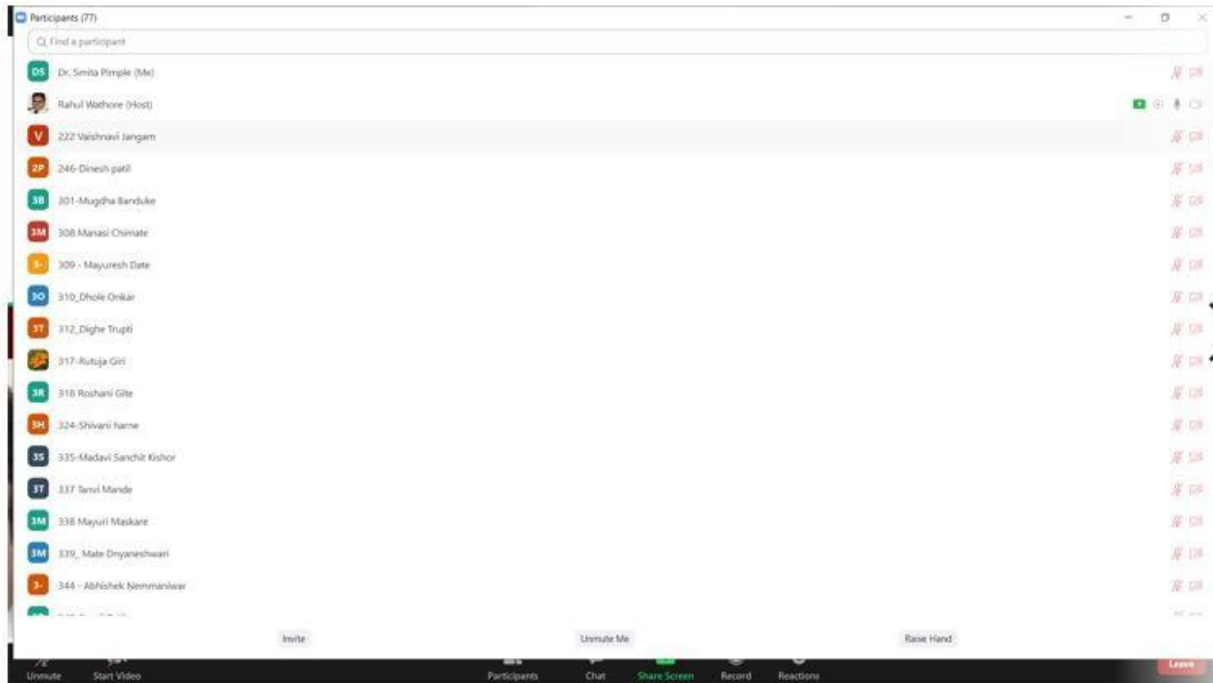 Participants (77)
Find a participant
DS Dr. Smita Pimple (Me)
Rahul Wathore (Host)
V 222 Vaishnavi Jangam
2P 246-Dinesh patil
3B 301-Mugdha Banduke
3M 308 Manasi Chimate
3- 309 - Mayuresh Date
3O 310_Dhole Onkar
3T 312_Dighe Trupti
317-Rutuja Giri
3R 318 Roshani Gite
3H 324-Shivani harne
3S 335-Madavi Sanchit Kishor
3T 337 Tanvi Mande
3M 338 Mayuri Maskare
3M 339_ Mate Dnyaneshwari
3- 344 - Abhishek Nemmaniwar
Invite Unmute Me Raise Hand
Unmute Start Video Participants Chat Share Screen Record Reactions Leave